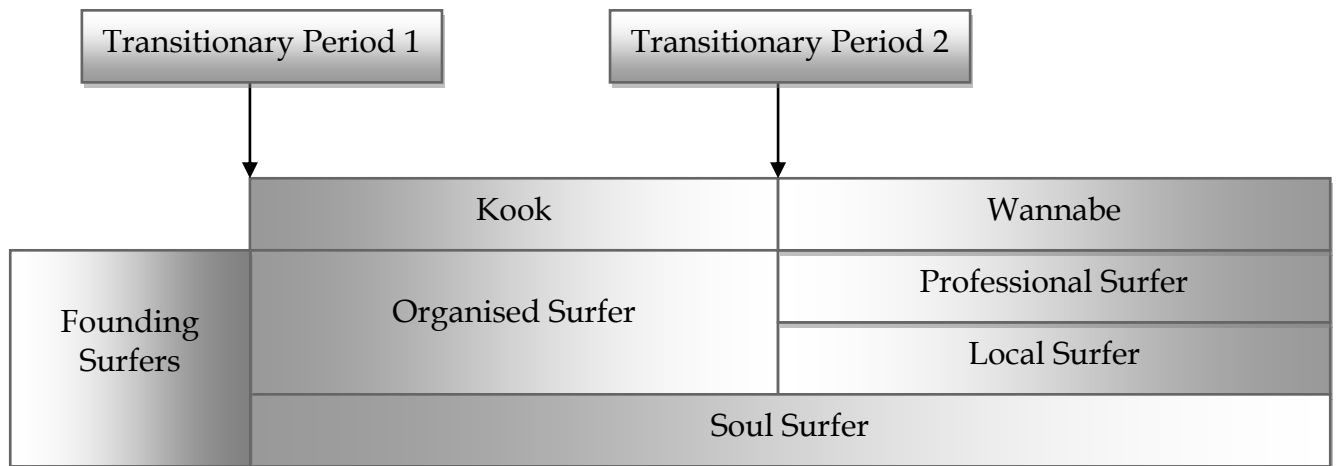 Transitionary Period 1
Transitionary Period 2
Kook
Wannabe
Founding
Surfers
Organised Surfer
Professional Surfer
Local Surfer
Soul Surfer